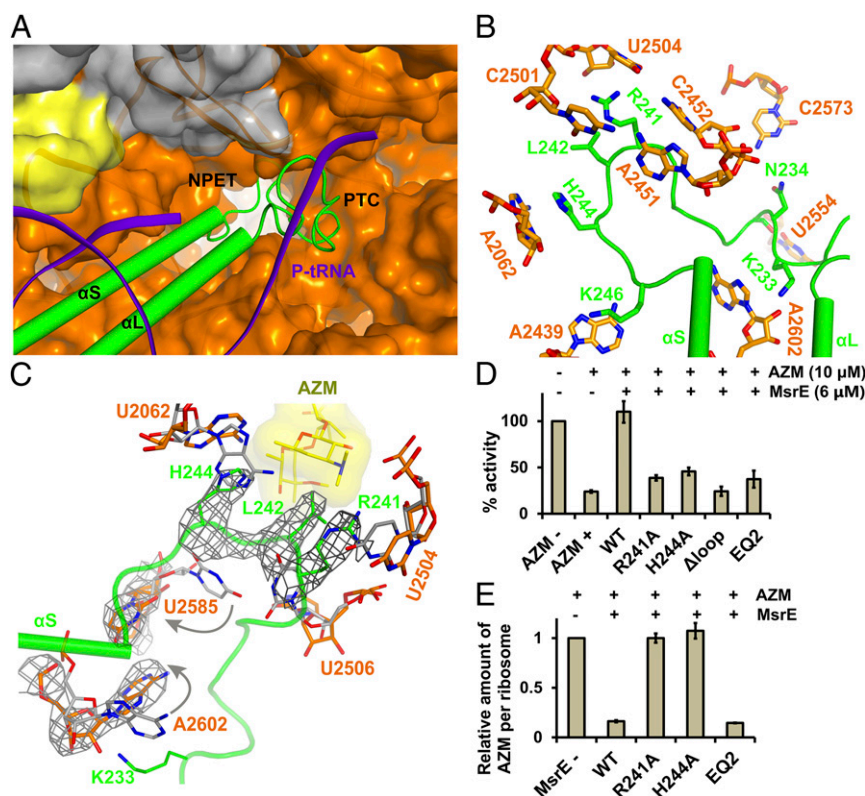 A
NPET
PTC
P-tRNA
αS
αL
B
U2504
C2501
R241
C2452
C2573
L242
A2451
N234
H244
U2554
A2062
K233
K246
A2439
αS
A2602
αL
C
AZM
U2062
H244
L242
R241
U2504
U2585
αS
U2506
A2602
K233
D
- + + + + + + AZM (10 μM)
- - + + + + + MsrE (6 μM)
% activity
100
50
0
AZM -
AZM +
WT
R241A
H244A
Δloop
EQ2
E
+ + + + + AZM
- + + + + MsrE
Relative amount of
AZM per ribosome
1
0.5
0
MsrE -
WT
R241A
H244A
EQ2